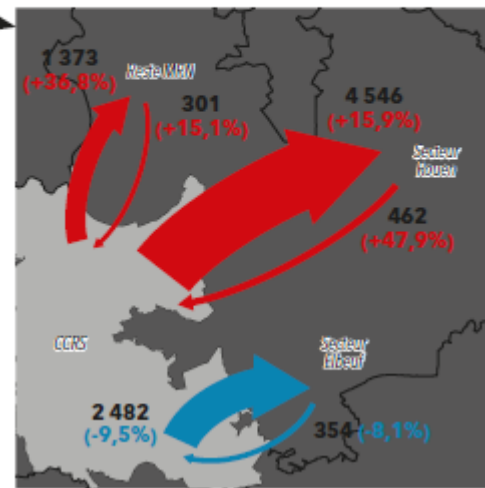 1 373
(+36,8%)
Reste MRN
301
(+15,1%)
4 546
(+15,9%)
Secteur
Rouen
462
(+47,9%)
CCRS
Secteur
Elbeuf
2 482
(-9,5%)
354 (-8,1%)